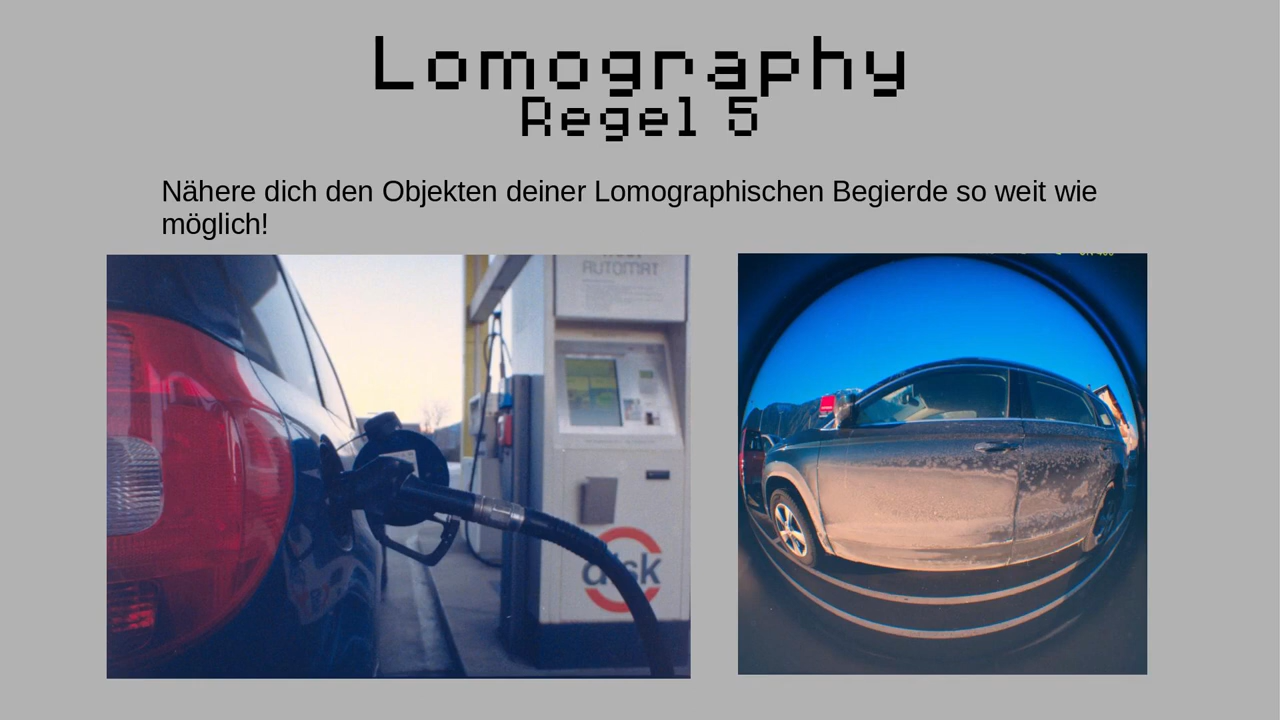 Lomography
Regel 5
Nähere dich den Objekten deiner Lomographischen Begierde so weit wie
möglich!
AUTOMAT
disk